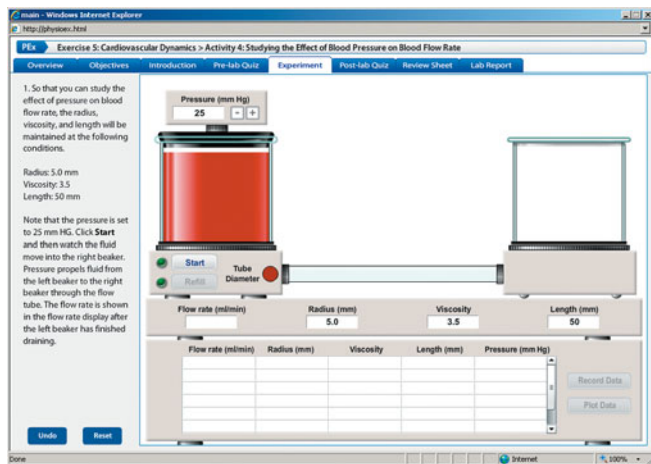 main - Windows Internet Explorer
http://physioex.html
PEx Exercise 5: Cardiovascular Dynamics > Activity 4: Studying the Effect of Blood Pressure on Blood Flow Rate
Overview Objectives Introduction Pre-lab Quiz Experiment Post-lab Quiz Review Sheet Lab Report
1. So that you can study the
effect of pressure on blood
flow rate, the radius,
viscosity, and length will be
maintained at the following
conditions.
Radius: 5.0 mm
Viscosity: 3.5
Length: 50 mm
Note that the pressure is set
to 25 mm HG. Click Start
and then watch the fluid
move into the right beaker.
Pressure propels fluid from
the left beaker to the right
beaker through the flow
tube. The flow rate is shown
in the flow rate display after
the left beaker has finished
draining.
Undo Reset
Pressure (mm Hg)
25 - +
Start
Refill
Tube
Diameter
Flow rate (ml/min) Radius (mm) Viscosity Length (mm)
5.0 3.5 50
Flow rate (ml/min) Radius (mm) Viscosity Length (mm) Pressure (mm Hg)
Record Data
Plot Data
Done Internet 100%